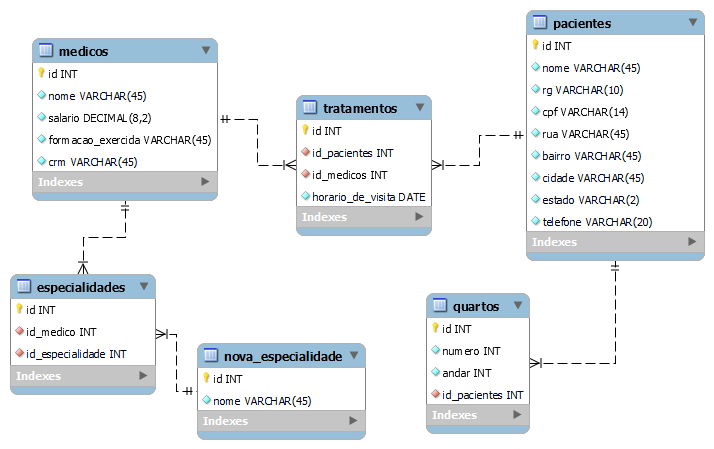 medicos
id INT
nome VARCHAR(45)
salario DECIMAL(8,2)
formacao_exercida VARCHAR(45)
crm VARCHAR(45)
Indexes
tratamentos
id INT
id_pacientes INT
id_medicos INT
horario_de_visita DATE
Indexes
pacientes
id INT
nome VARCHAR(45)
rg VARCHAR(10)
cpf VARCHAR(14)
rua VARCHAR(45)
bairro VARCHAR(45)
cidade VARCHAR(45)
estado VARCHAR(2)
telefone VARCHAR(20)
Indexes
especialidades
id INT
id_medico INT
id_especialidade INT
Indexes
nova_especialidade
id INT
nome VARCHAR(45)
Indexes
quartos
id INT
numero INT
andar INT
id_pacientes INT
Indexes